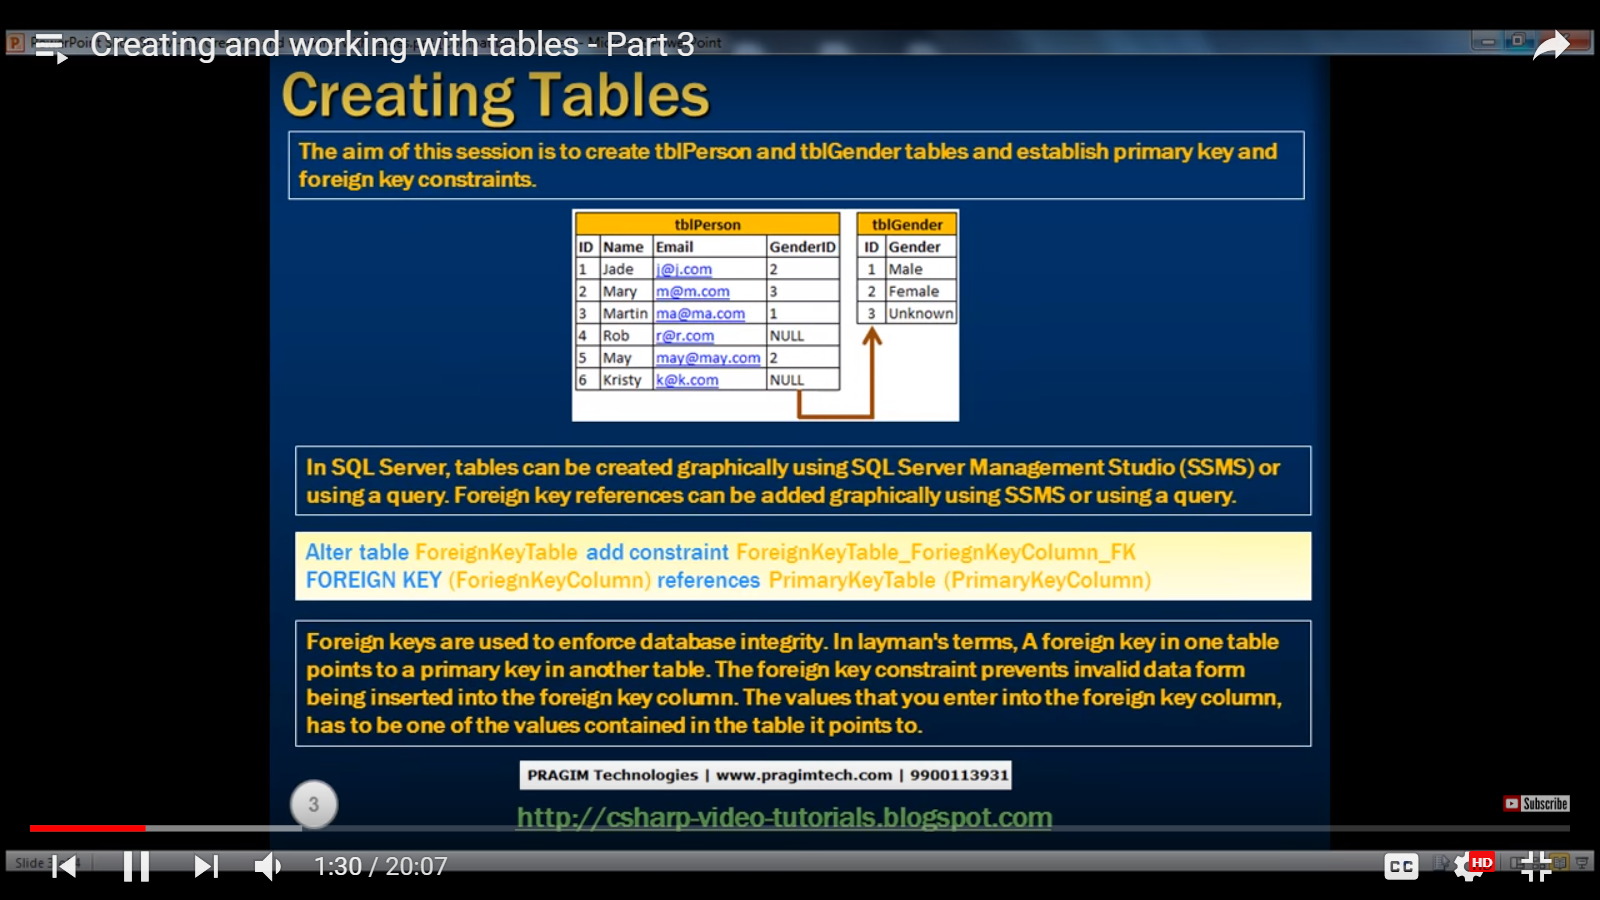 Creating and working with tables - Part 3
Creating Tables
The aim of this session is to create tblPerson and tblGender tables and establish primary key and
foreign key constraints.
tblPerson
ID Name Email GenderID
1 Jade j@j.com 2
2 Mary m@m.com 3
3 Martin ma@ma.com 1
4 Rob r@r.com NULL
5 May may@may.com 2
6 Kristy k@k.com NULL
tblGender
ID Gender
1 Male
2 Female
3 Unknown
In SQL Server, tables can be created graphically using SQL Server Management Studio (SSMS) or
using a query. Foreign key references can be added graphically using SSMS or using a query.
Alter table ForeignKeyTable add constraint ForeignKeyTable_ForiegnKeyColumn_FK
FOREIGN KEY (ForiegnKeyColumn) references PrimaryKeyTable (PrimaryKeyColumn)
Foreign keys are used to enforce database integrity. In layman's terms, A foreign key in one table
points to a primary key in another table. The foreign key constraint prevents invalid data form
being inserted into the foreign key column. The values that you enter into the foreign key column,
has to be one of the values contained in the table it points to.
PRAGIM Technologies | www.pragimtech.com | 9900113931
3
http://csharp-video-tutorials.blogspot.com
Subscribe
Slide
1:30 / 20:07
CC
HD